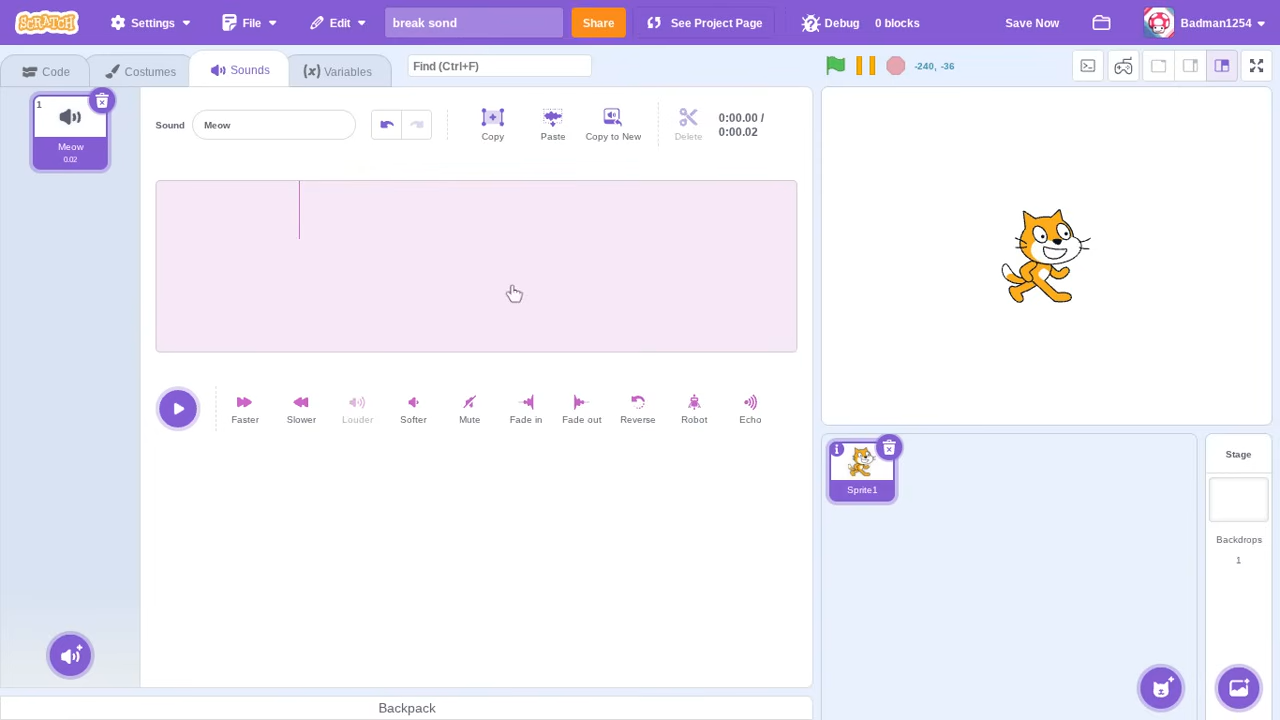 SCRATCH Settings File Edit break sond Share See Project Page Debug 0 blocks Save Now Badman1254
Code Costumes Sounds (x) Variables Find (Ctrl+F) -240, -36
1
Meow
0.02
Sound Meow Copy Paste Copy to New Delete 0:00.00 / 0:00.02
Faster Slower Louder Softer Mute Fade in Fade out Reverse Robot Echo
Sprite1
Stage
Backdrops
1
Backpack